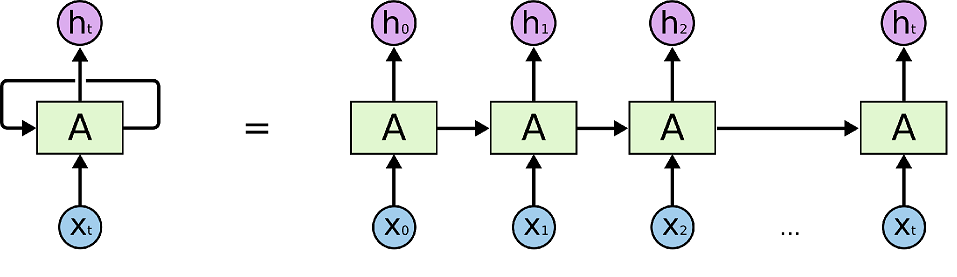 hₜ h₀ h₁ h₂ hₜ
A = A A A A
xₜ x₀ x₁ x₂ ... xₜ